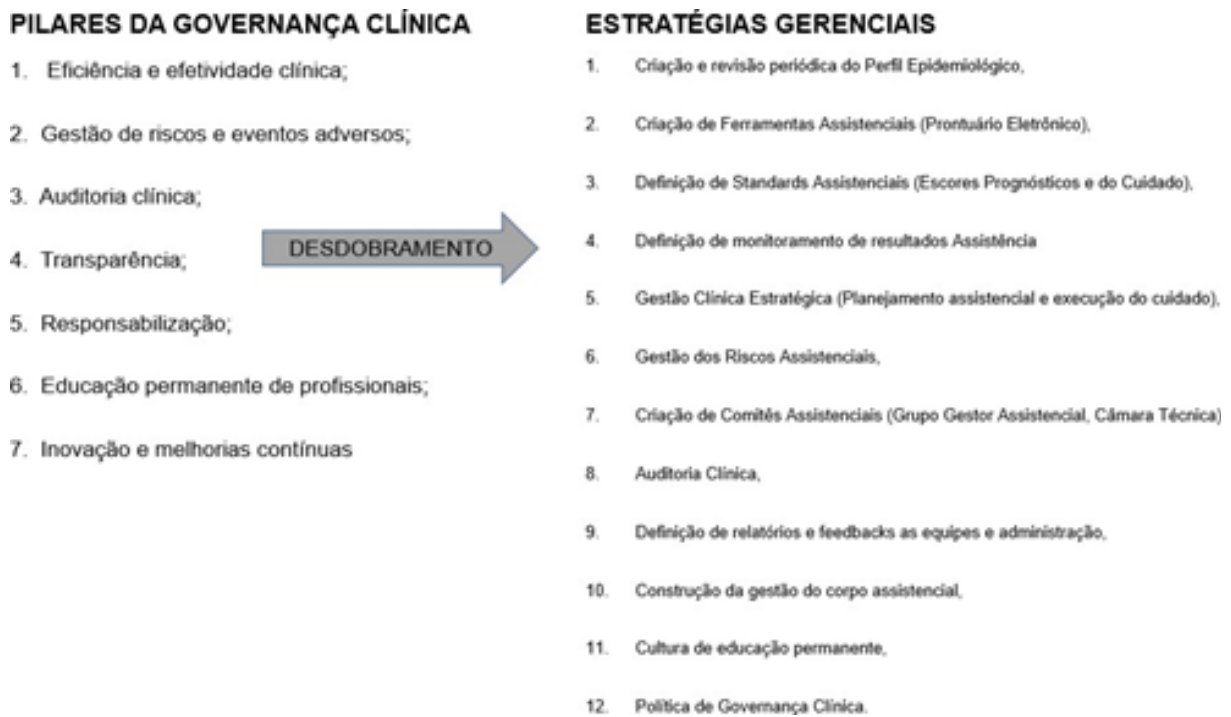 PILARES DA GOVERNANÇA CLÍNICA
1. Eficiência e efetividade clínica;
2. Gestão de riscos e eventos adversos;
3. Auditoria clínica;
4. Transparência;
5. Responsabilização;
6. Educação permanente de profissionais;
7. Inovação e melhorias contínuas
DESDOBRAMENTO
ESTRATÉGIAS GERENCIAIS
1. Criação e revisão periódica do Perfil Epidemiológico,
2. Criação de Ferramentas Assistenciais (Prontuário Eletrônico),
3. Definição de Standards Assistenciais (Escores Prognósticos e do Cuidado),
4. Definição de monitoramento de resultados Assistência
5. Gestão Clínica Estratégica (Planejamento assistencial e execução do cuidado),
6. Gestão dos Riscos Assistenciais,
7. Criação de Comitês Assistenciais (Grupo Gestor Assistencial, Câmara Técnica)
8. Auditoria Clínica,
9. Definição de relatórios e feedbacks as equipes e administração,
10. Construção da gestão do corpo assistencial,
11. Cultura de educação permanente,
12. Política de Governança Clínica.